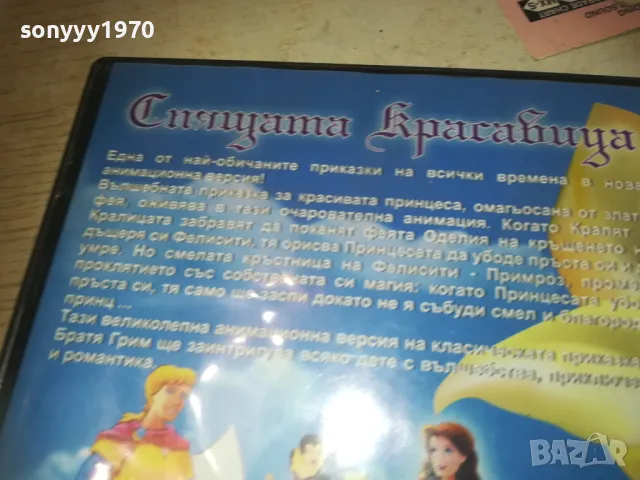 sonyyy1970
Спящата Красавица
Една от най-обичаните приказки на всички времена в нова
анимационна версия!
Вълшебната приказка за красивата принцеса, омагьосана от
фея, оживява в тази очарователна анимация. Когато Кралят
Кралицата забравят да поканят феята Оделия на кръщенето
дъщеря си Фелисити, тя орисва Принцесата да убоде пръста си и
умре. Но смелата кръстница на Фелисити - Примроз,
проклятието със собствената си магия: когато Принцесата
пръста си, тя само ще заспи докато не я събуди смел и
принц ...
Тази великолепна анимационна версия на класическата приказка
Братя Грим ще заинтригува всяко дете с вълшебства,
и романтика.
BAZAR